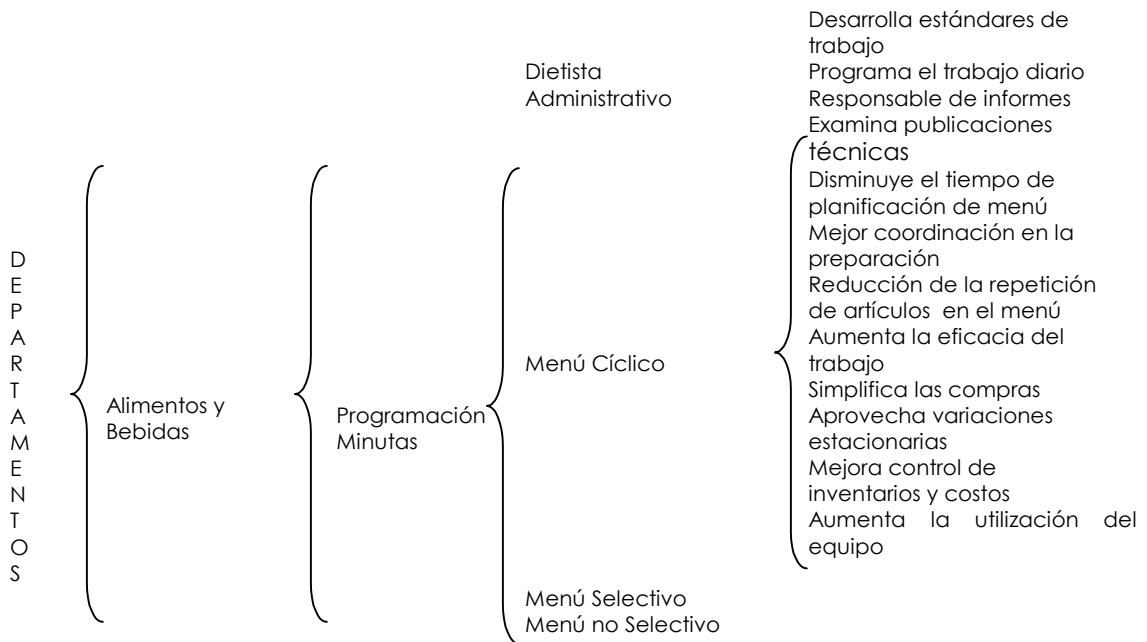 DEPARTAMENTOS
Alimentos y
Bebidas
Programación
Minutas
Dietista
Administrativo
Desarrolla estándares de
trabajo
Programa el trabajo diario
Responsable de informes
Examina publicaciones
técnicas
Menú Cíclico
Disminuye el tiempo de
planificación de menú
Mejor coordinación en la
preparación
Reducción de la repetición
de artículos en el menú
Aumenta la eficacia del
trabajo
Simplifica las compras
Aprovecha variaciones
estacionarias
Mejora control de
inventarios y costos
Aumenta la utilización del
equipo
Menú Selectivo
Menú no Selectivo